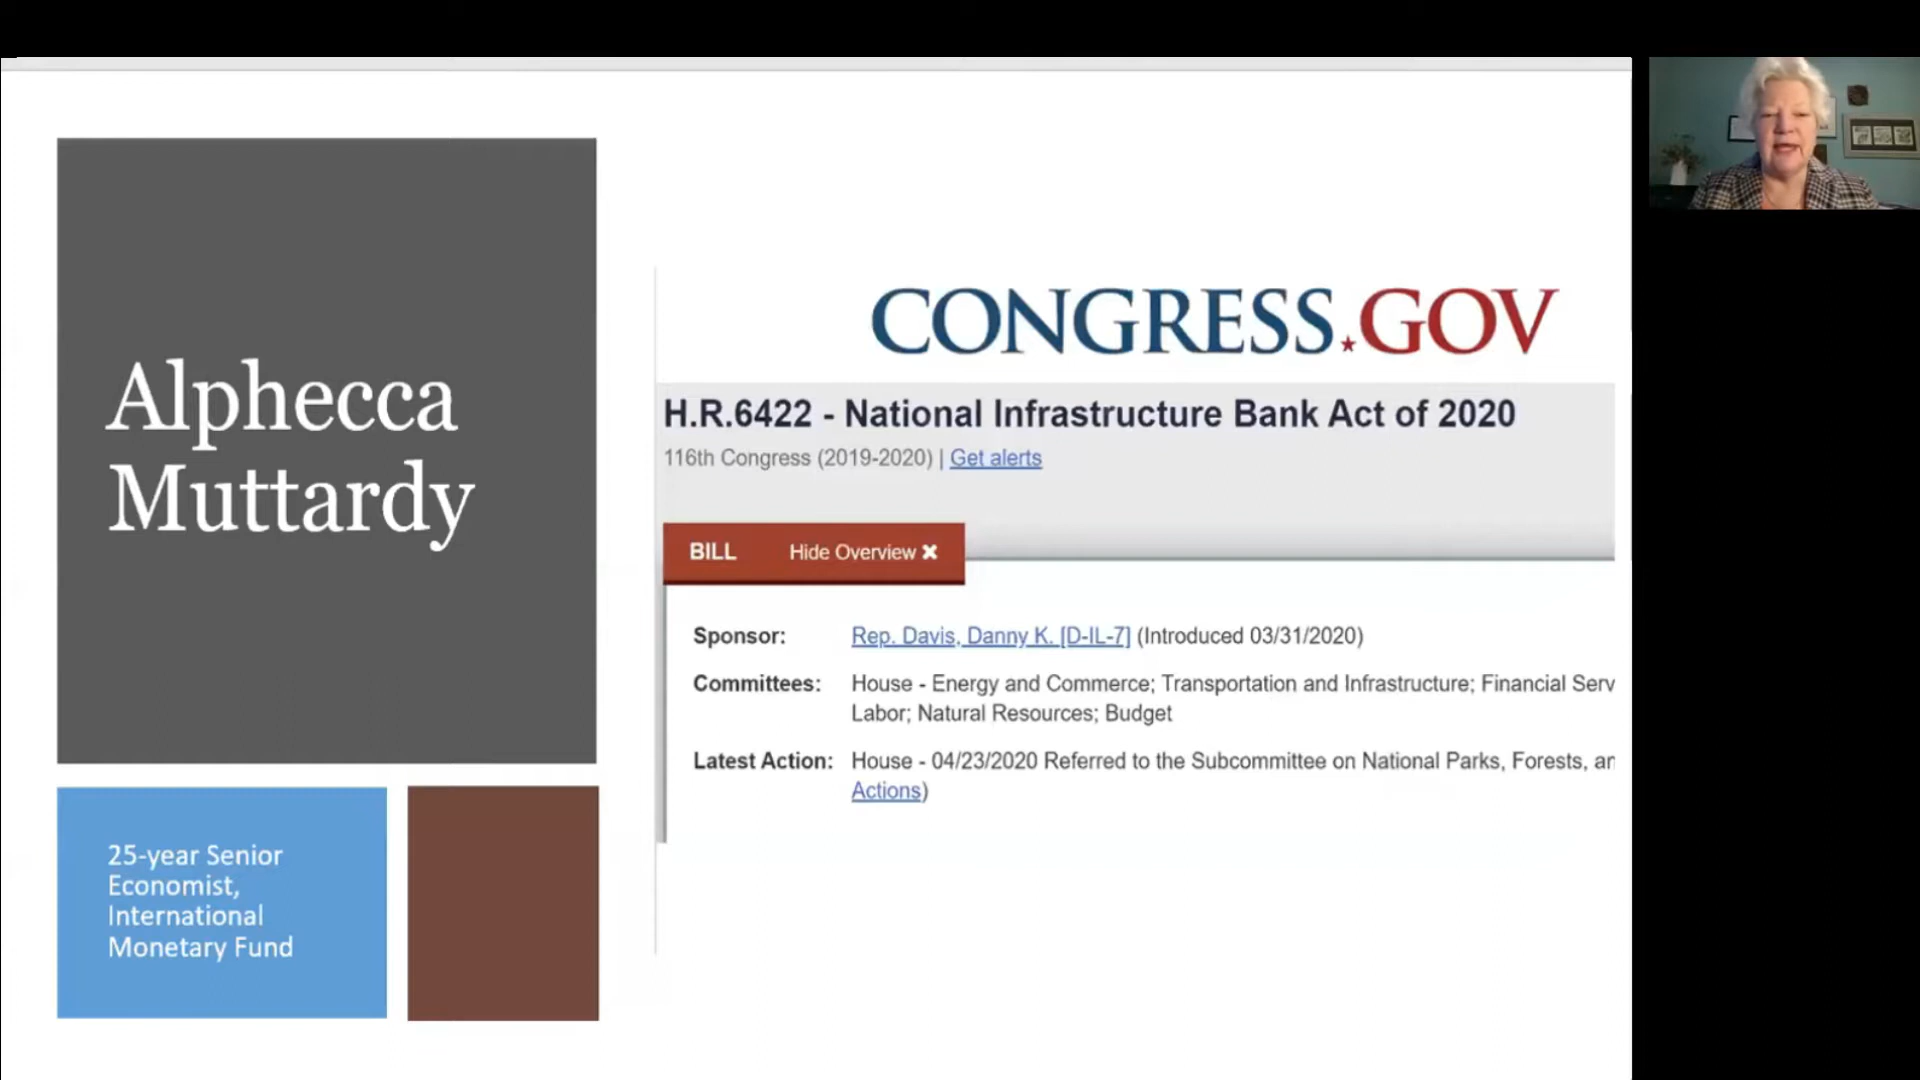 Alphecca
Muttardy
25-year Senior
Economist,
International
Monetary Fund
CONGRESS.GOV
H.R.6422 - National Infrastructure Bank Act of 2020
116th Congress (2019-2020) | Get alerts
BILL Hide Overview ✖
Sponsor: Rep. Davis, Danny K. [D-IL-7] (Introduced 03/31/2020)
Committees: House - Energy and Commerce; Transportation and Infrastructure; Financial Serv
Labor; Natural Resources; Budget
Latest Action: House - 04/23/2020 Referred to the Subcommittee on National Parks, Forests, an
Actions)